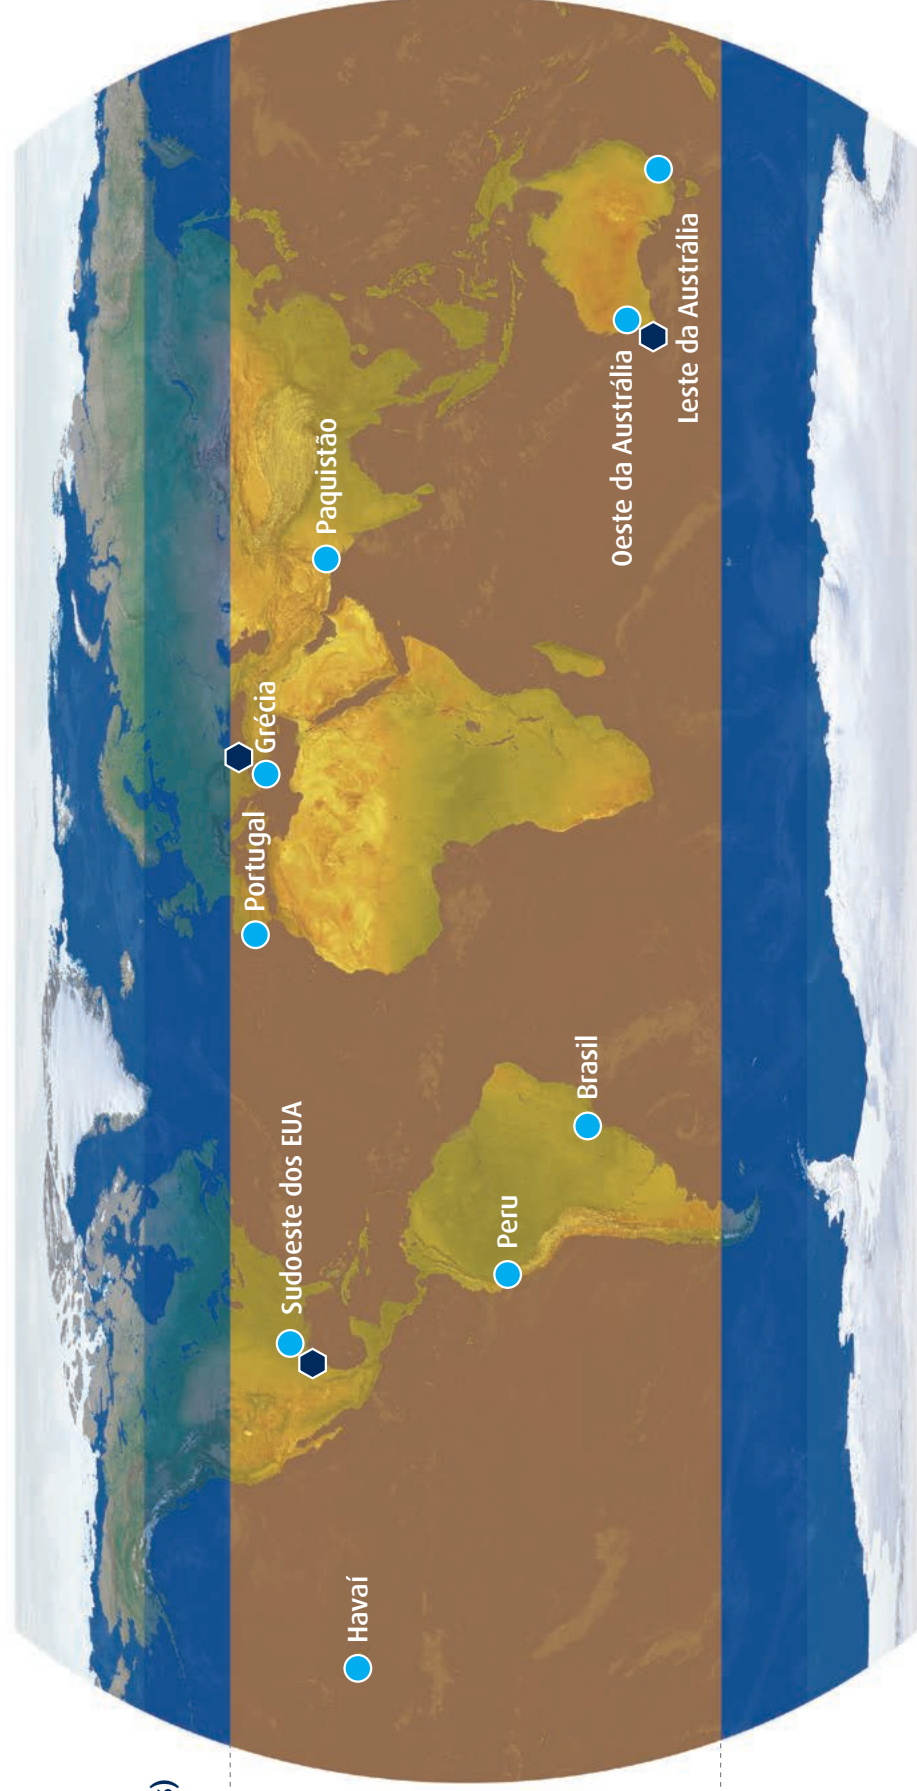 Havaí
Sudoeste dos EUA
Peru
Brasil
Portugal
Grécia
Paquistão
Oeste da Austrália
Leste da Austrália